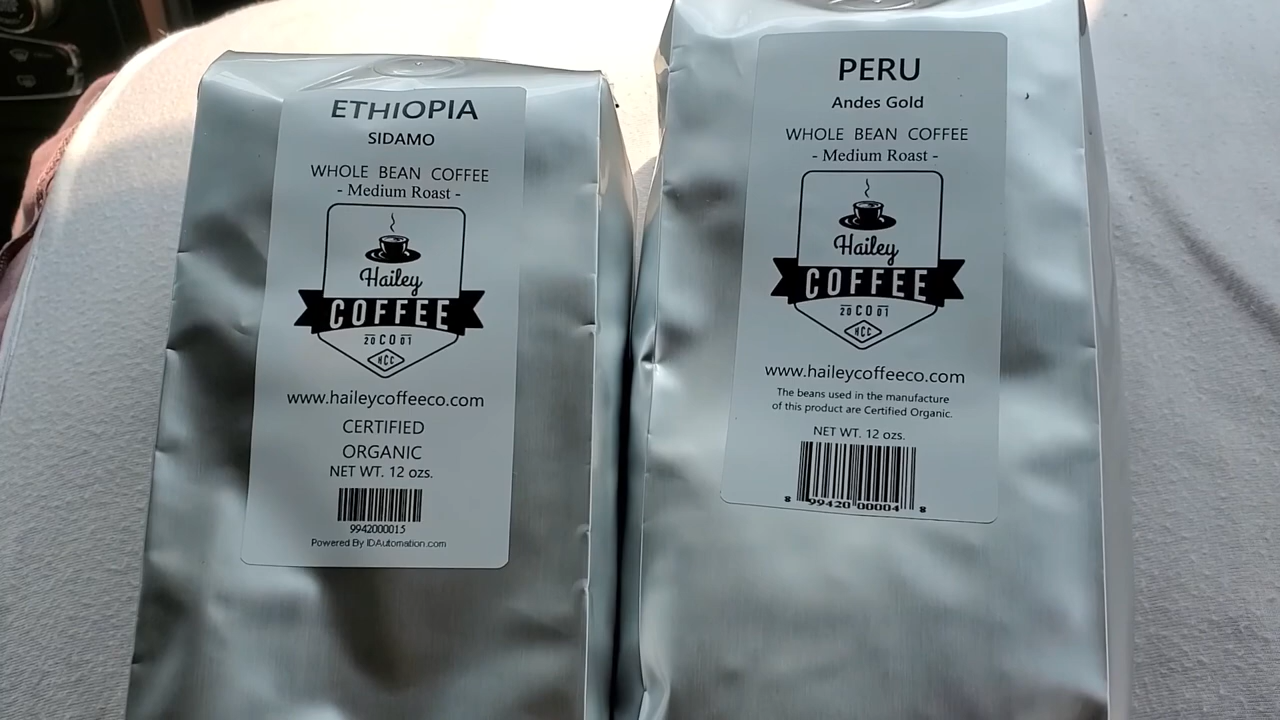 ETHIOPIA
SIDAMO
WHOLE BEAN COFFEE
- Medium Roast -
Hailey
COFFEE
20 CO 01
HCC
www.haileycoffeeco.com
CERTIFIED
ORGANIC
NET WT. 12 ozs.
9942000015
Powered By IDAutomation.com
PERU
Andes Gold
WHOLE BEAN COFFEE
- Medium Roast -
Hailey
COFFEE
20 CO 01
HCC
www.haileycoffeeco.com
The beans used in the manufacture
of this product are Certified Organic.
NET WT. 12 ozs.
8 99420 00004 8